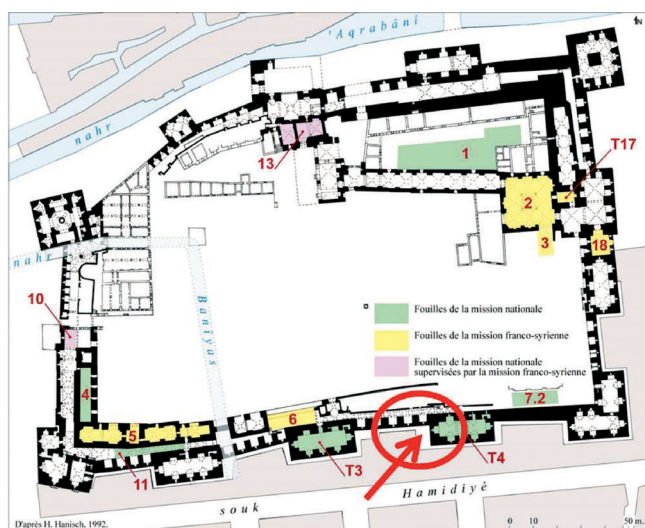 'Aqrabâni
N
nahr
13
1
T17
2
3
18
nahr
Baniyas
10
Fouilles de la mission nationale
Fouilles de la mission franco-syrienne
Fouilles de la mission nationale
supervisées par la mission franco-syrienne
4
5
6
7.2
11
T3
T4
souk Hamidiyé
D'après H. Hanisch, 1992.
0 10 50 m.